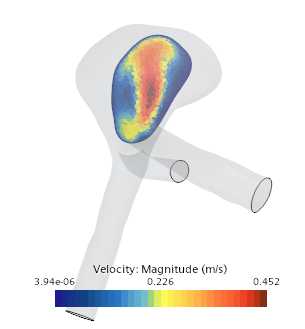 Velocity: Magnitude (m/s)
3.94e-06 0.226 0.452